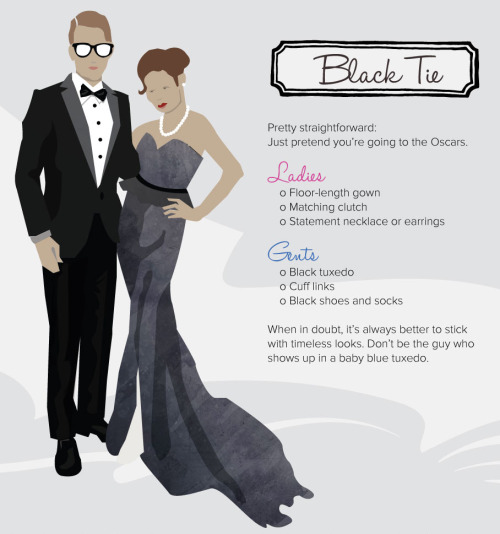 Black Tie
Pretty straightforward:
Just pretend you're going to the Oscars.
Ladies
o Floor-length gown
o Matching clutch
o Statement necklace or earrings
Gents
o Black tuxedo
o Cuff links
o Black shoes and socks
When in doubt, it's always better to stick
with timeless looks. Don't be the guy who
shows up in a baby blue tuxedo.